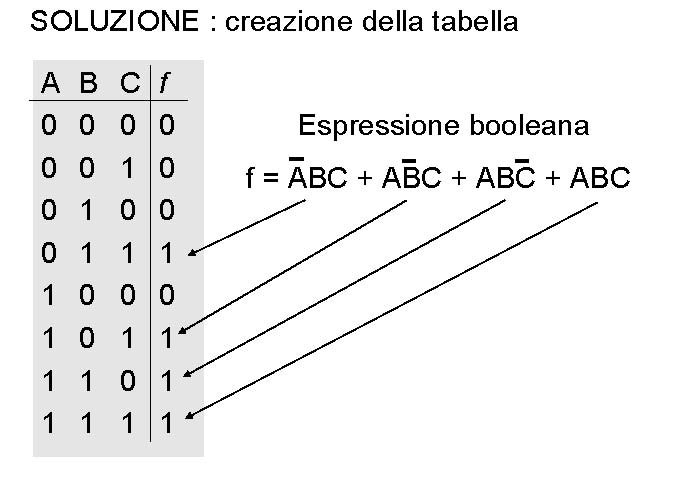 SOLUZIONE : creazione della tabella
A B C f
0 0 0 0
0 0 1 0
0 1 0 0
0 1 1 1
1 0 0 0
1 0 1 1
1 1 0 1
1 1 1 1
Espressione booleana
f = A̅BC + AB̅C + ABC̅ + ABC